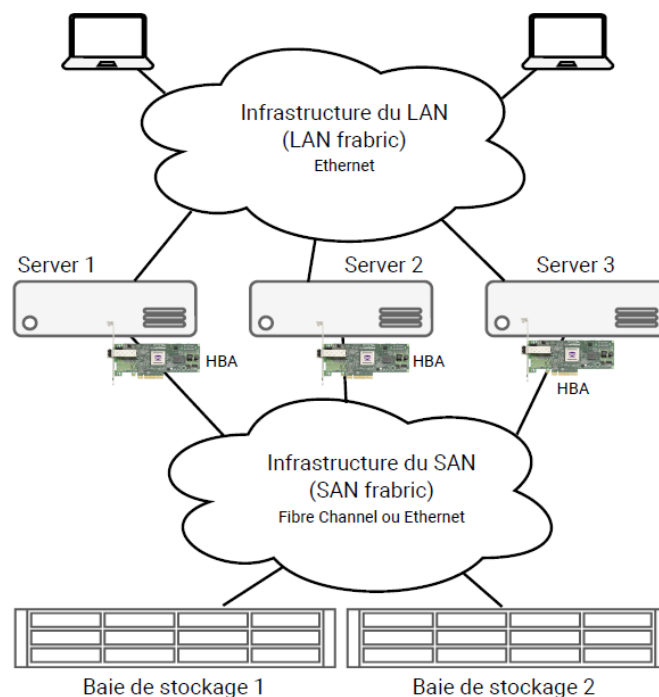 Infrastructure du LAN
(LAN frabric)
Ethernet
Server 1
Server 2
Server 3
HBA
HBA
HBA
Infrastructure du SAN
(SAN frabric)
Fibre Channel ou Ethernet
Baie de stockage 1
Baie de stockage 2